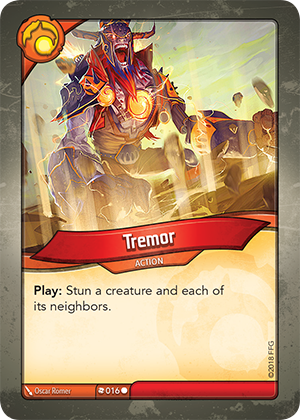 Tremor
ACTION
Play: Stun a creature and each of
its neighbors.
©2018 FFG
Oscar Römer
016